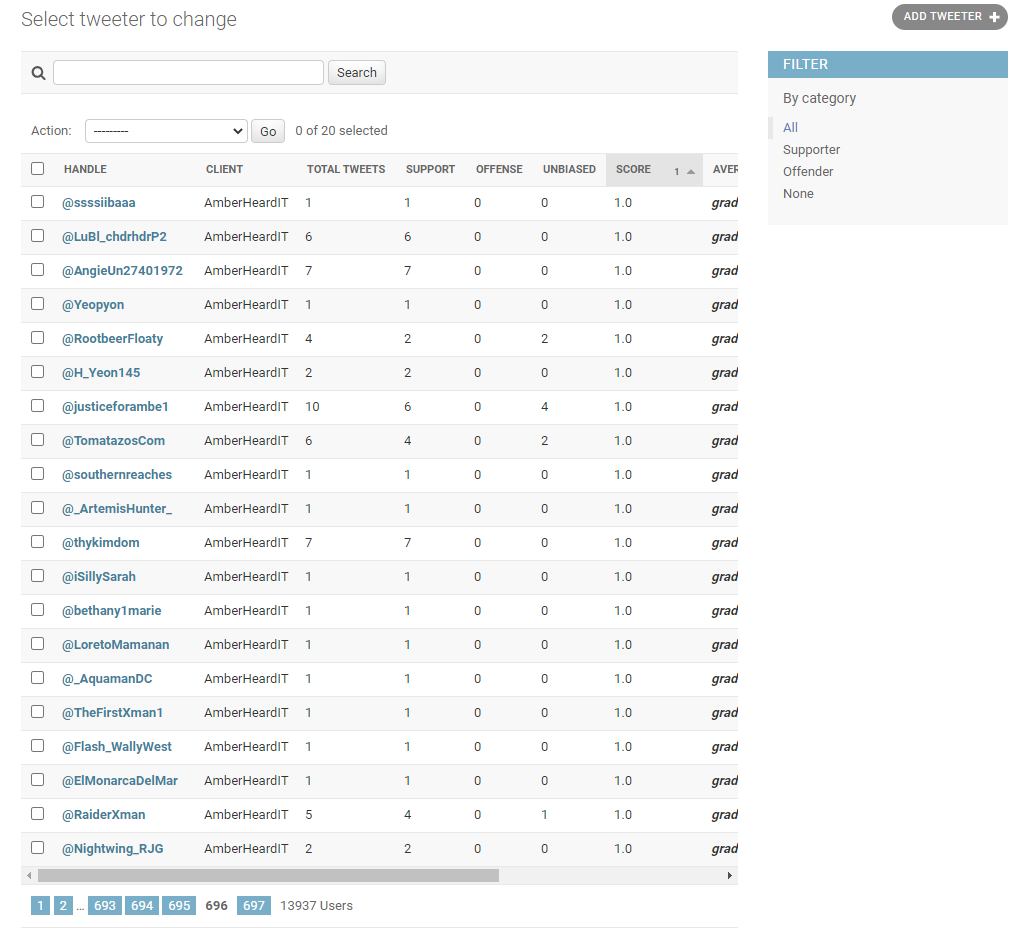 Select tweeter to change
ADD TWEETER +
Search
FILTER
By category
All
Supporter
Offender
None
Action: --------- Go 0 of 20 selected
HANDLE CLIENT TOTAL TWEETS SUPPORT OFFENSE UNBIASED SCORE 1 AVER
@ssssiibaaa AmberHeardIT 1 1 0 0 1.0 grad
@LuBl_chdrhdrP2 AmberHeardIT 6 6 0 0 1.0 grad
@AngieUn27401972 AmberHeardIT 7 7 0 0 1.0 grad
@Yeopyon AmberHeardIT 1 1 0 0 1.0 grad
@RootbeerFloaty AmberHeardIT 4 2 0 2 1.0 grad
@H_Yeon145 AmberHeardIT 2 2 0 0 1.0 grad
@justiceforambe1 AmberHeardIT 10 6 0 4 1.0 grad
@TomatazosCom AmberHeardIT 6 4 0 2 1.0 grad
@southernreaches AmberHeardIT 1 1 0 0 1.0 grad
@_ArtemisHunter_ AmberHeardIT 1 1 0 0 1.0 grad
@thykimdom AmberHeardIT 7 7 0 0 1.0 grad
@iSillySarah AmberHeardIT 1 1 0 0 1.0 grad
@bethany1marie AmberHeardIT 1 1 0 0 1.0 grad
@LoretoMamanan AmberHeardIT 1 1 0 0 1.0 grad
@_AquamanDC AmberHeardIT 1 1 0 0 1.0 grad
@TheFirstXman1 AmberHeardIT 1 1 0 0 1.0 grad
@Flash_WallyWest AmberHeardIT 1 1 0 0 1.0 grad
@ElMonarcaDelMar AmberHeardIT 1 1 0 0 1.0 grad
@RaiderXman AmberHeardIT 5 4 0 1 1.0 grad
@Nightwing_RJG AmberHeardIT 2 2 0 0 1.0 grad
1 2 ... 693 694 695 696 697 13937 Users